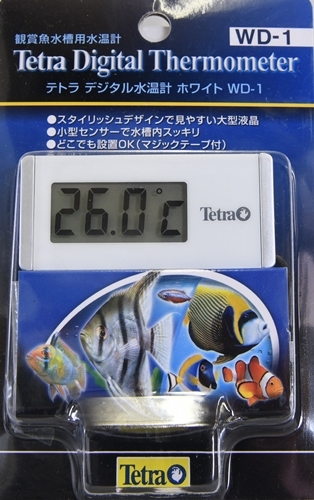 観賞魚水槽用水温計
WD-1
Tetra Digital Thermometer
テトラ デジタル水温計 ホワイト WD-1
●スタイリッシュデザインで見やすい大型液晶
●小型センサーで水槽内スッキリ
●どこでも設置OK(マジックテープ付)
26.0℃
Tetra
Tetra